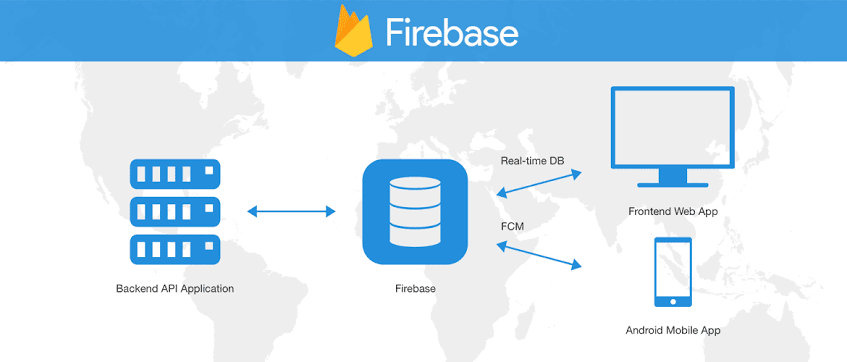 Firebase
Real-time DB
Frontend Web App
FCM
Backend API Application
Firebase
Android Mobile App